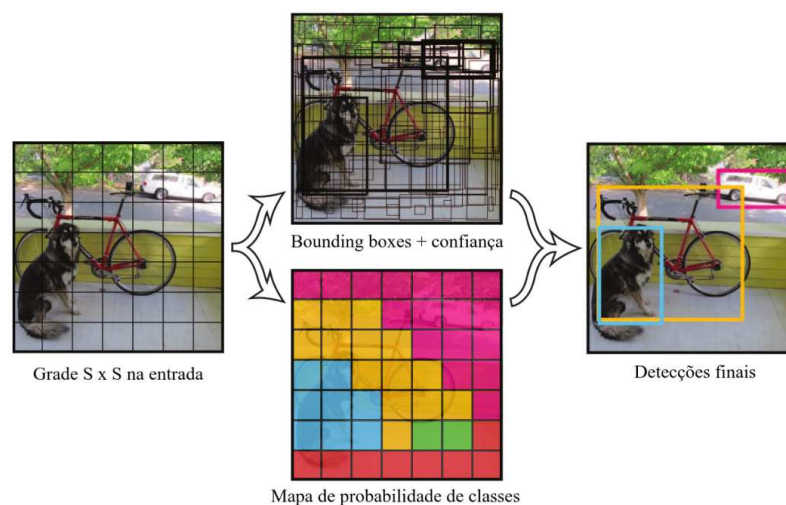 Grade S x S na entrada
Bounding boxes + confiança
Mapa de probabilidade de classes
Detecções finais